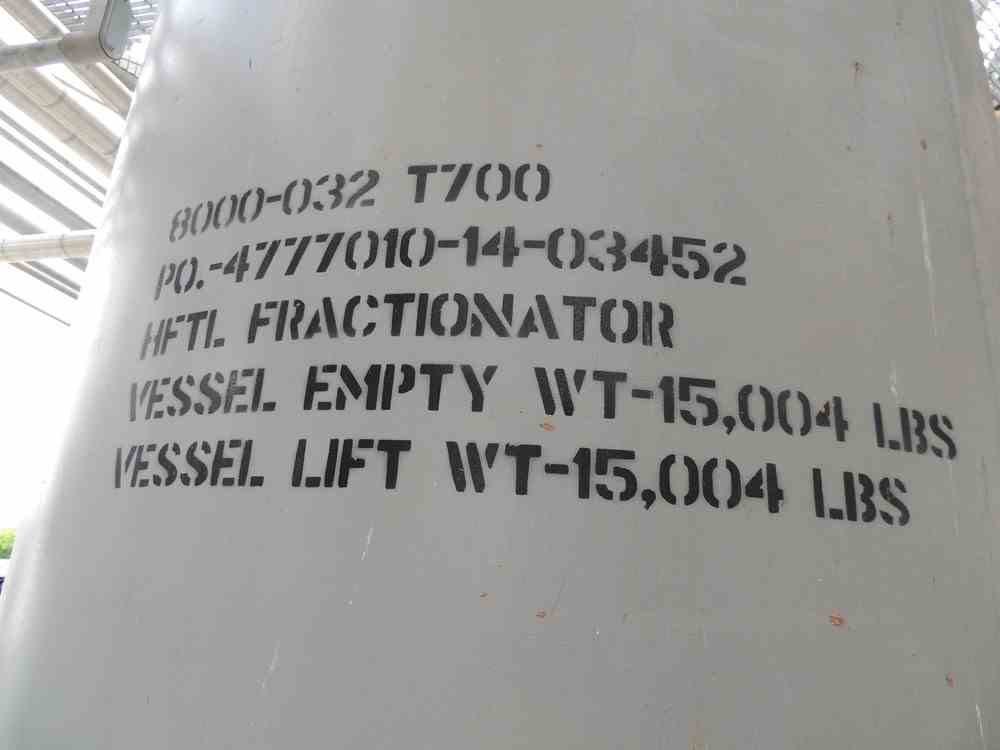 8000-032 T700
PO.-4777010-14-03452
HFTL FRACTIONATOR
VESSEL EMPTY WT-15,004 LBS
VESSEL LIFT WT-15,004 LBS